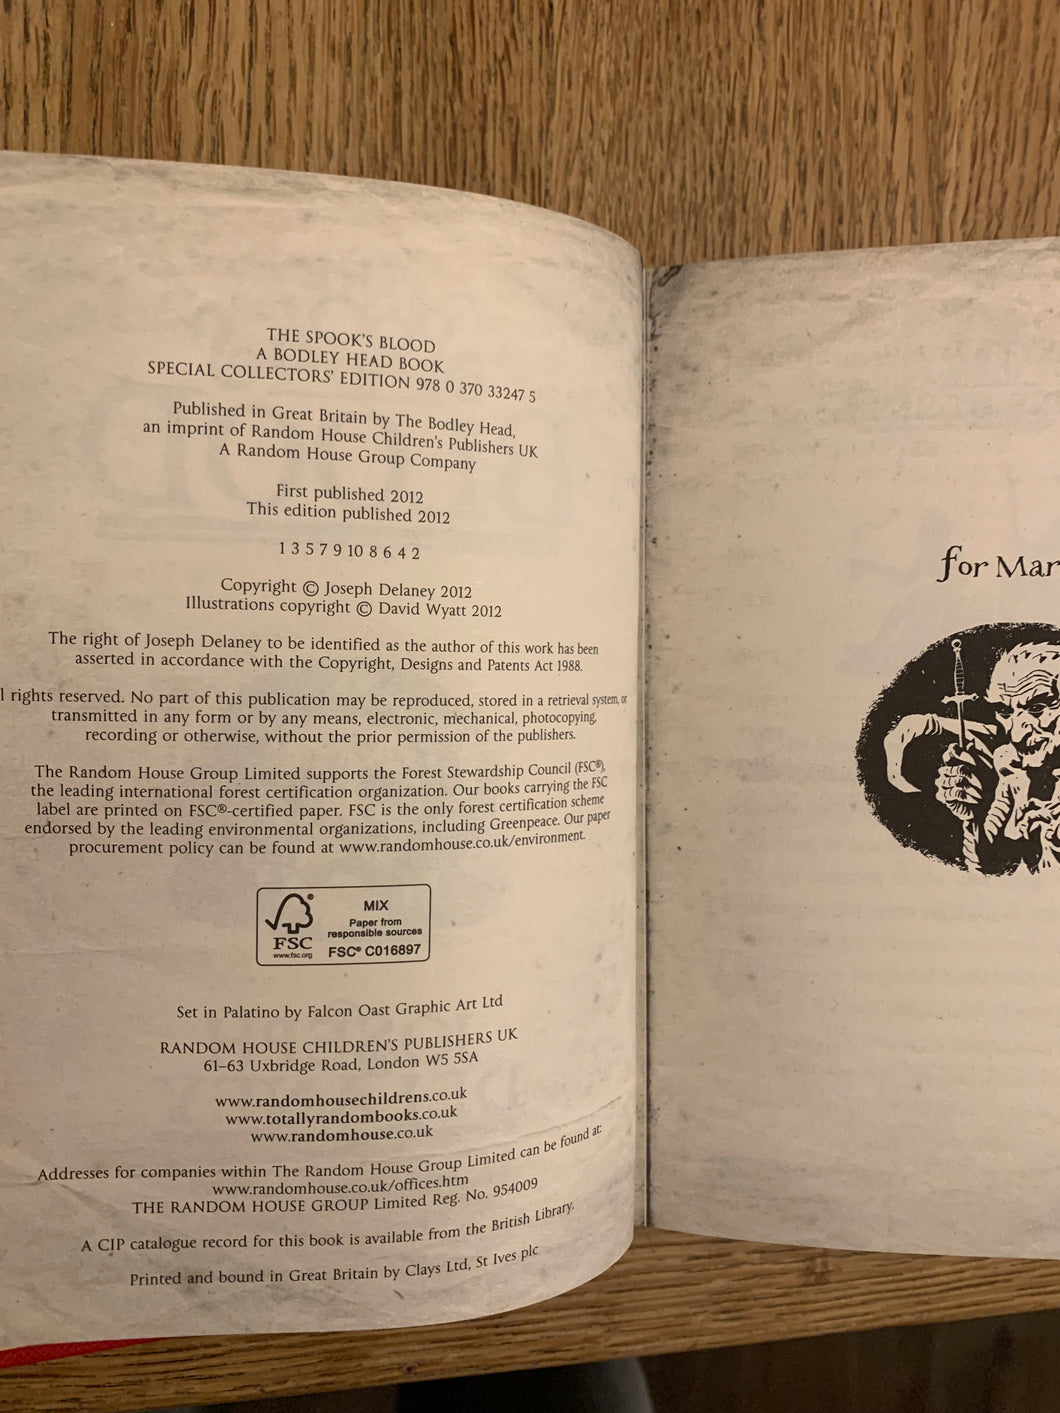 THE SPOOK'S BLOOD
A BODLEY HEAD BOOK
SPECIAL COLLECTORS' EDITION 978 0 370 33247 5
Published in Great Britain by The Bodley Head,
an imprint of Random House Children's Publishers UK
A Random House Group Company
First published 2012
This edition published 2012
1 3 5 7 9 10 8 6 4 2
Copyright © Joseph Delaney 2012
Illustrations copyright © David Wyatt 2012
The right of Joseph Delaney to be identified as the author of this work has been
asserted in accordance with the Copyright, Designs and Patents Act 1988.
l rights reserved. No part of this publication may be reproduced, stored in a retrieval system, or
transmitted in any form or by any means, electronic, mechanical, photocopying,
recording or otherwise, without the prior permission of the publishers.
The Random House Group Limited supports the Forest Stewardship Council (FSC®),
the leading international forest certification organization. Our books carrying the FSC
label are printed on FSC®-certified paper. FSC is the only forest certification scheme
endorsed by the leading environmental organizations, including Greenpeace. Our paper
procurement policy can be found at www.randomhouse.co.uk/environment.
FSC
www.fsc.org
MIX
Paper from
responsible sources
FSC® C016897
Set in Palatino by Falcon Oast Graphic Art Ltd
RANDOM HOUSE CHILDREN'S PUBLISHERS UK
61–63 Uxbridge Road, London W5 5SA
www.randomhousechildrens.co.uk
www.totallyrandombooks.co.uk
www.randomhouse.co.uk
Addresses for companies within The Random House Group Limited can be found at:
www.randomhouse.co.uk/offices.htm
THE RANDOM HOUSE GROUP Limited Reg. No. 954009
A CIP catalogue record for this book is available from the British Library.
Printed and bound in Great Britain by Clays Ltd, St Ives plc
for Mar